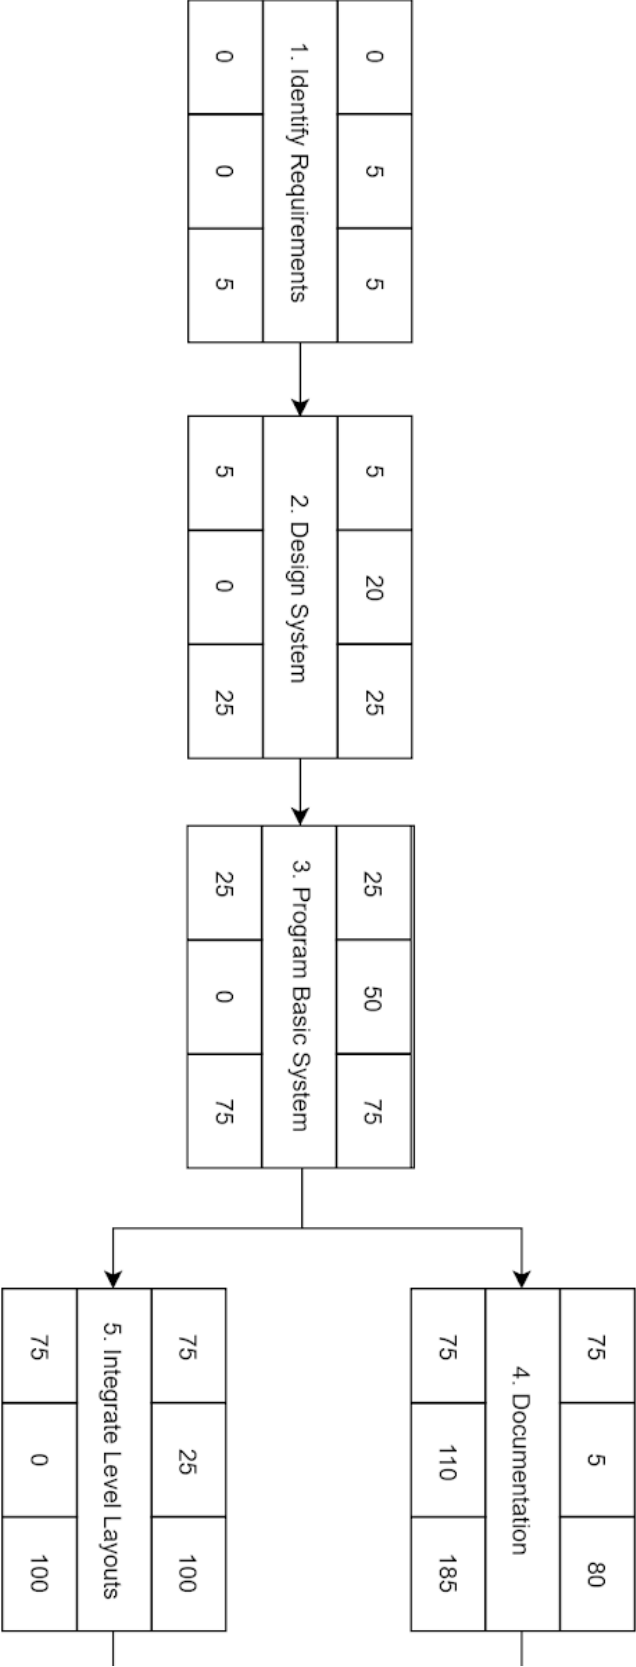 0 5 5
1. Identify Requirements
0 0 5
5 20 25
2. Design System
5 0 25
25 50 75
3. Program Basic System
25 0 75
75 5 80
4. Documentation
75 110 185
75 25 100
5. Integrate Level Layouts
75 0 100